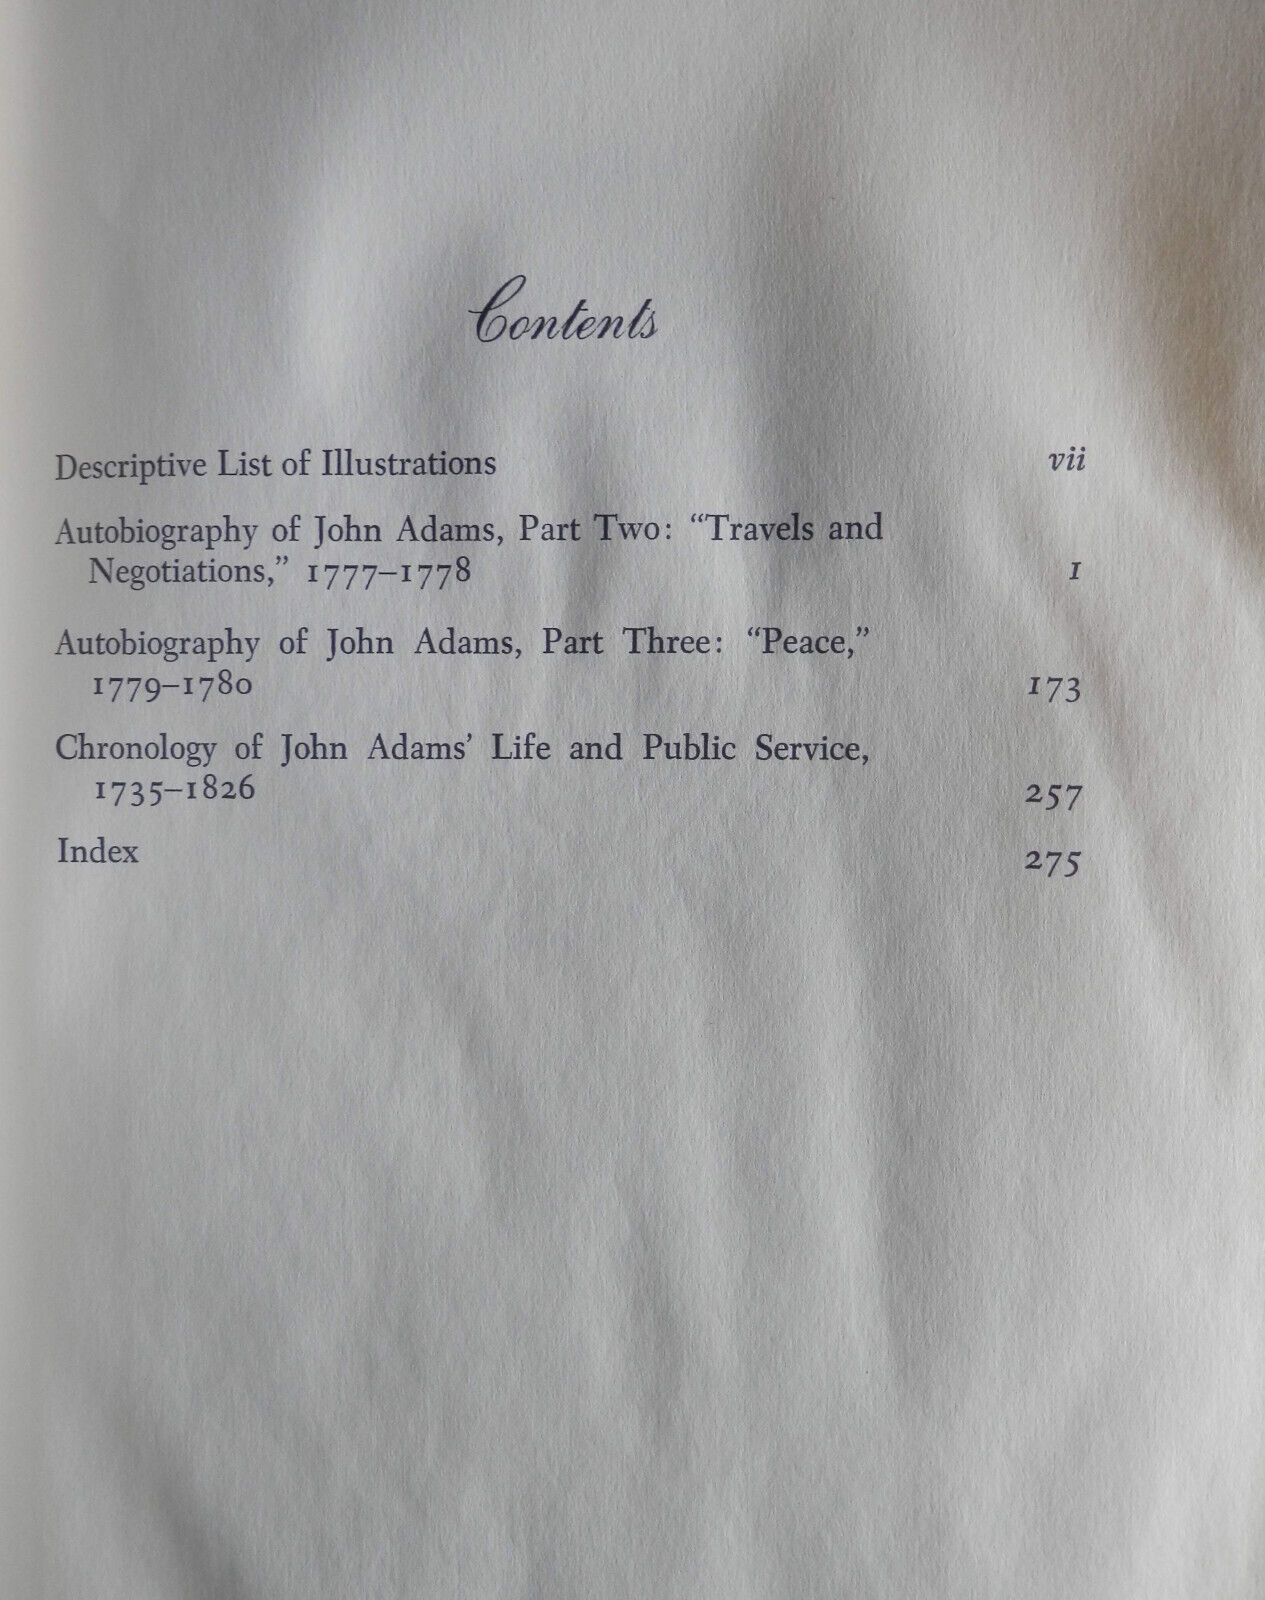 Contents
Descriptive List of Illustrations vii
Autobiography of John Adams, Part Two: “Travels and
Negotiations,” 1777–1778 1
Autobiography of John Adams, Part Three: “Peace,”
1779–1780 173
Chronology of John Adams’ Life and Public Service,
1735–1826 257
Index 275